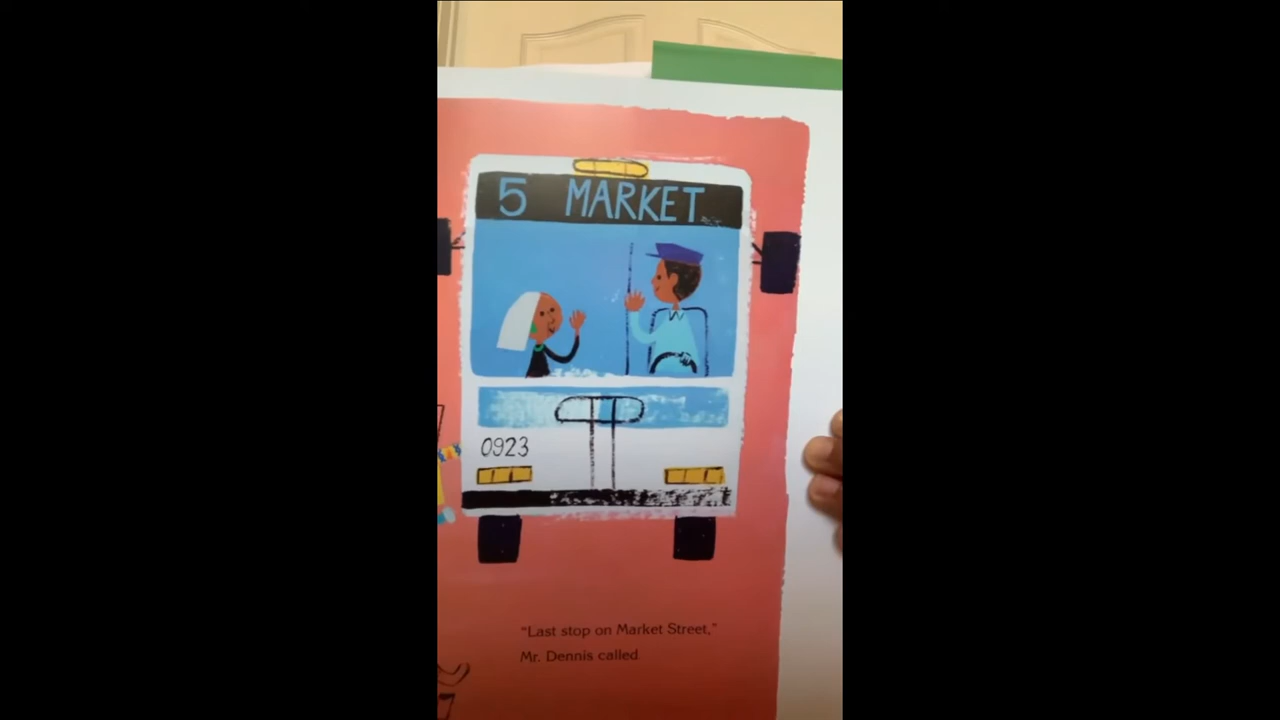 5 MARKET
0923
“Last stop on Market Street,”
Mr. Dennis called.